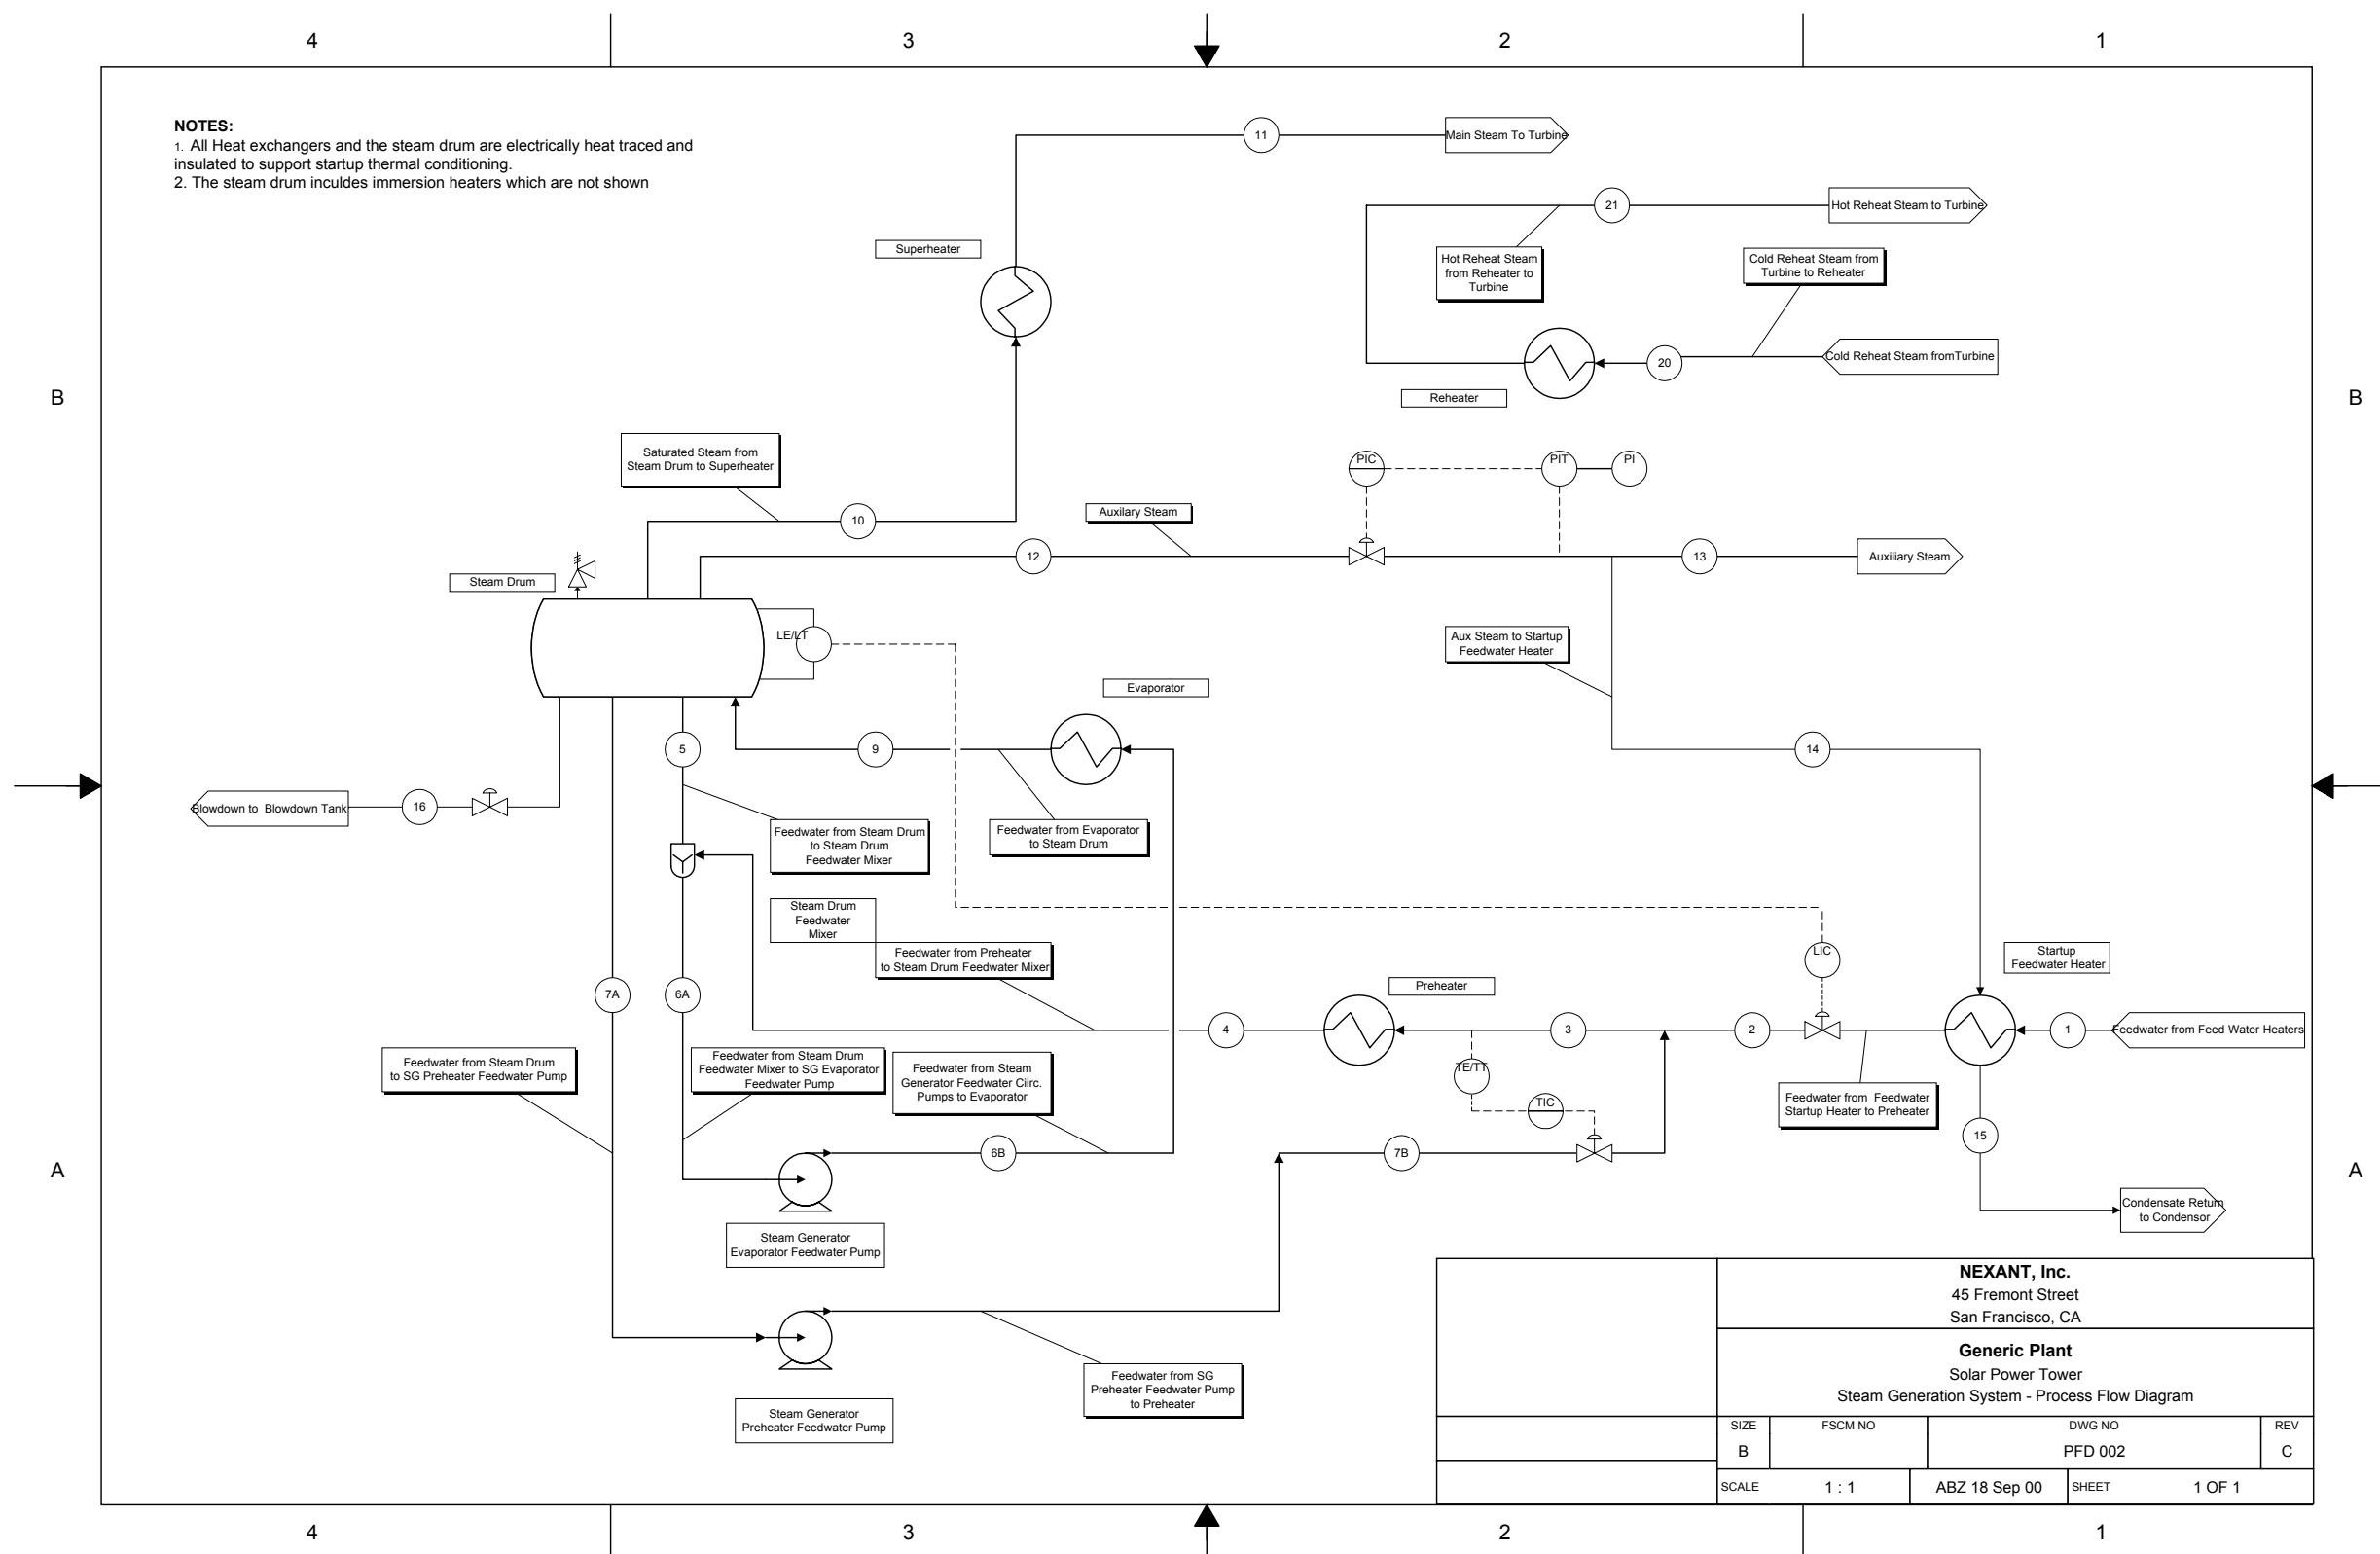 4
3
2
1
NOTES:
1. All Heat exchangers and the steam drum are electrically heat traced and
insulated to support startup thermal conditioning.
2. The steam drum inculdes immersion heaters which are not shown
11
Main Steam To Turbine
21
Hot Reheat Steam to Turbine
Superheater
Hot Reheat Steam
from Reheater to
Turbine
Cold Reheat Steam from
Turbine to Reheater
20
Cold Reheat Steam fromTurbine
Reheater
B
B
Saturated Steam from
Steam Drum to Superheater
PIC
PIT
PI
10
Auxilary Steam
12
13
Auxiliary Steam
Steam Drum
LE/LT
Aux Steam to Startup
Feedwater Heater
Evaporator
5
9
14
Blowdown to Blowdown Tank
16
Feedwater from Steam Drum
to Steam Drum
Feedwater Mixer
Feedwater from Evaporator
to Steam Drum
Steam Drum
Feedwater
Mixer
Feedwater from Preheater
to Steam Drum Feedwater Mixer
LIC
Startup
Feedwater Heater
7A
6A
Preheater
4
3
2
1
Feedwater from Feed Water Heaters
Feedwater from Steam Drum
to SG Preheater Feedwater Pump
Feedwater from Steam Drum
Feedwater Mixer to SG Evaporator
Feedwater Pump
Feedwater from Steam
Generator Feedwater Ciirc.
Pumps to Evaporator
TE/TT
TIC
Feedwater from Feedwater
Startup Heater to Preheater
15
6B
7B
A
A
Condensate Return
to Condensor
Steam Generator
Evaporator Feedwater Pump
Feedwater from SG
Preheater Feedwater Pump
to Preheater
Steam Generator
Preheater Feedwater Pump
NEXANT, Inc.
45 Fremont Street
San Francisco, CA
Generic Plant
Solar Power Tower
Steam Generation System - Process Flow Diagram
SIZE
FSCM NO
DWG NO
REV
B
PFD 002
C
SCALE
1 : 1
ABZ 18 Sep 00
SHEET
1 OF 1
4
3
2
1